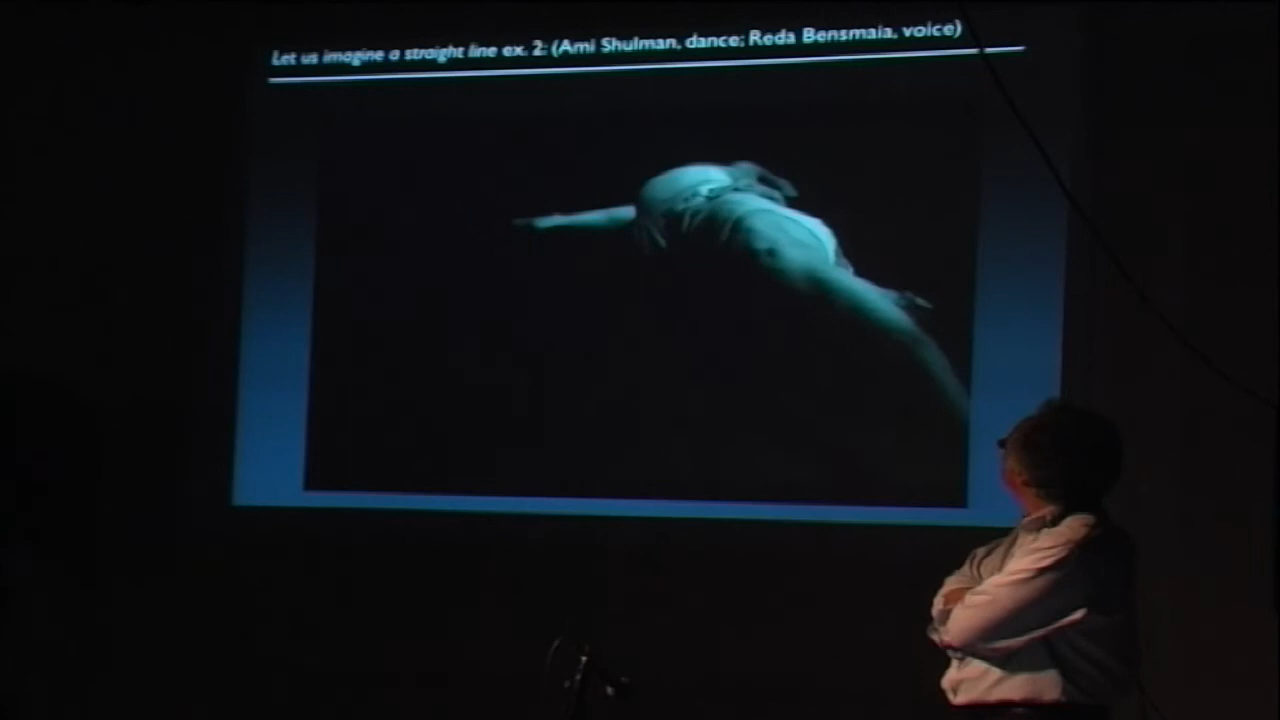 Let us imagine a straight line ex. 2: (Ami Shulman, dance; Reda Bensmaia, voice)